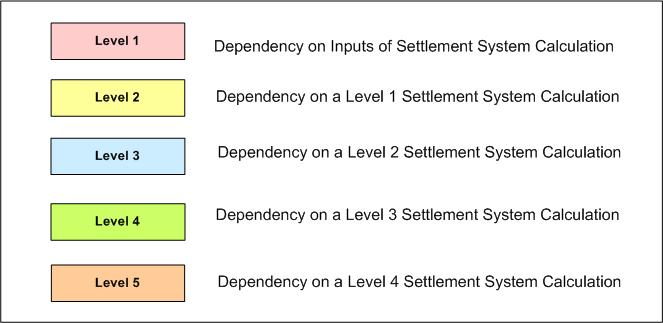 Level 1 Dependency on Inputs of Settlement System Calculation
Level 2 Dependency on a Level 1 Settlement System Calculation
Level 3 Dependency on a Level 2 Settlement System Calculation
Level 4 Dependency on a Level 3 Settlement System Calculation
Level 5 Dependency on a Level 4 Settlement System Calculation